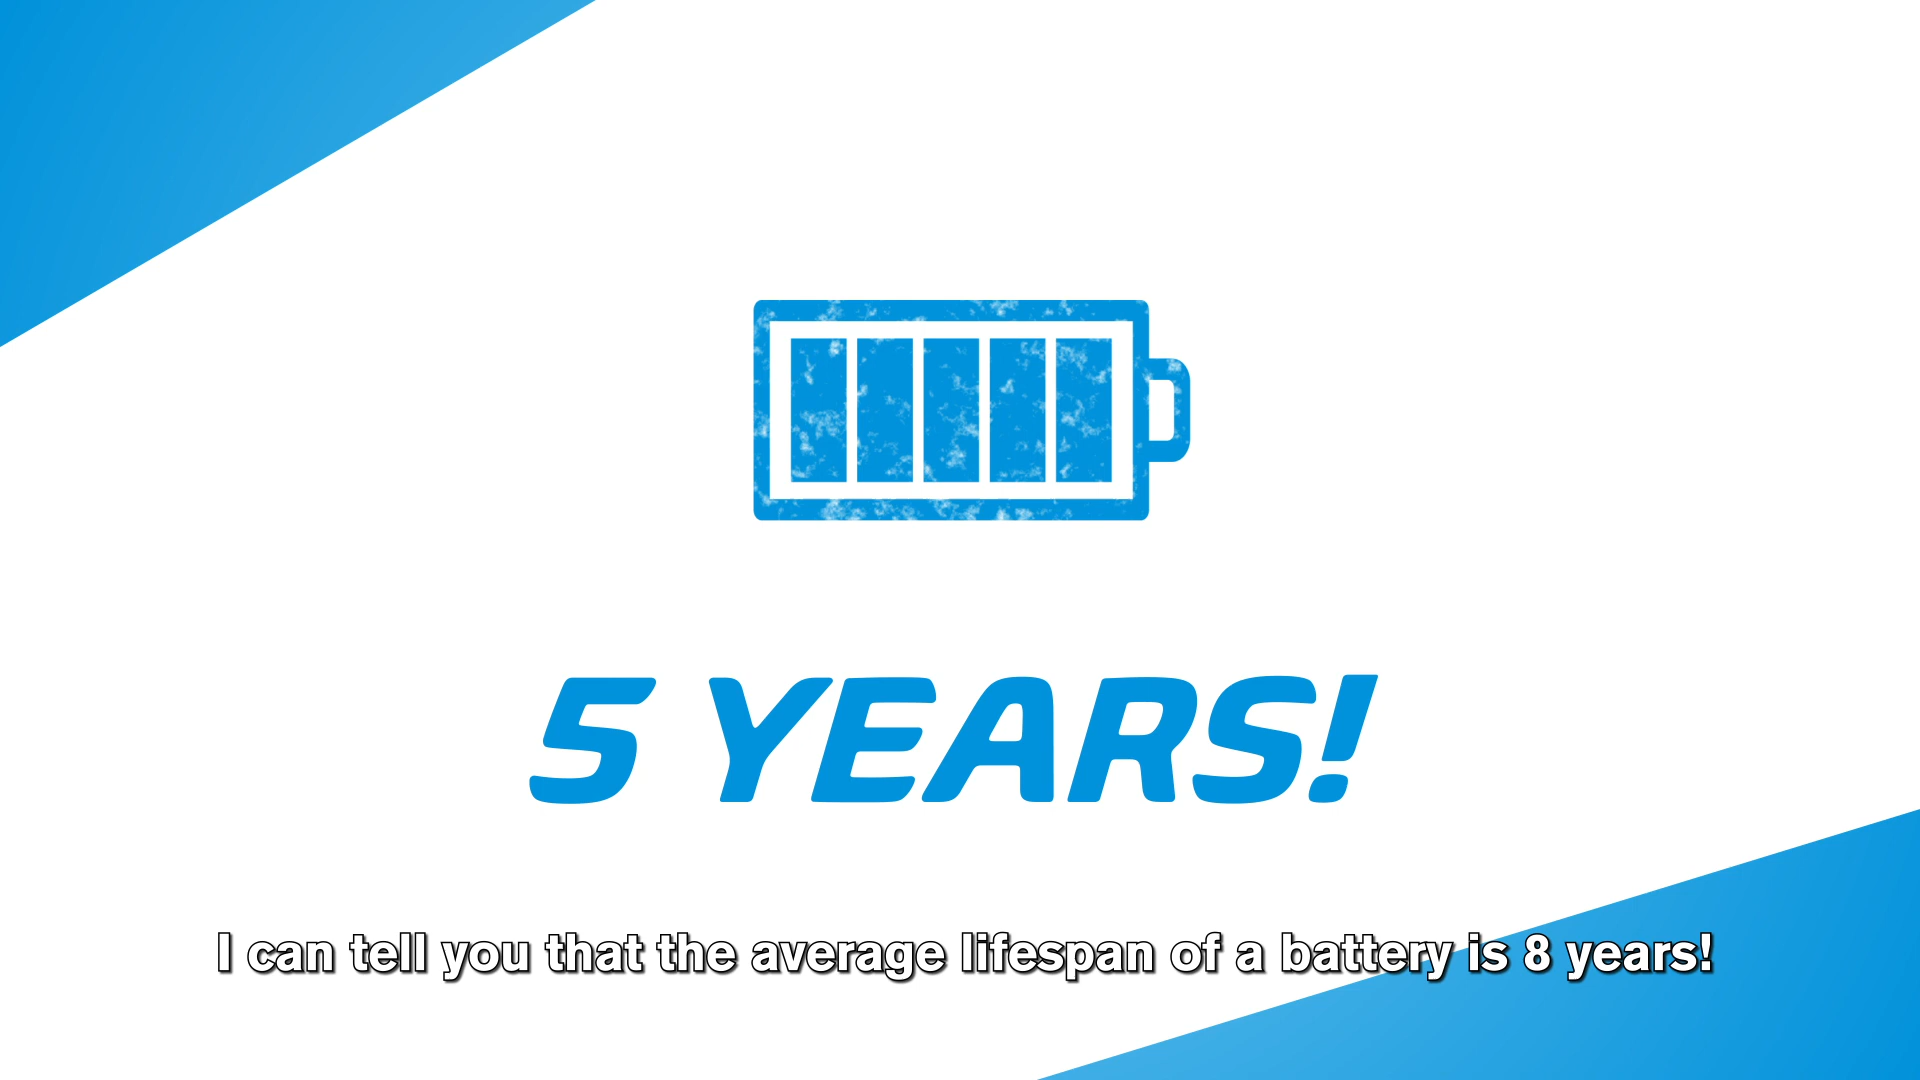 5 YEARS!
I can tell you that the average lifespan of a battery is 8 years!